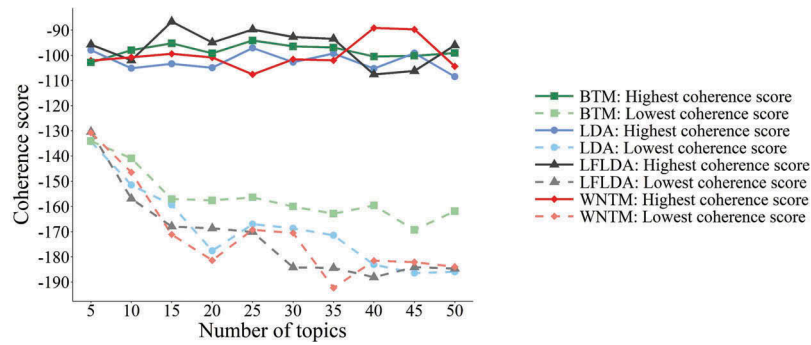 Coherence score
-90
-100
-110
-120
-130
-140
-150
-160
-170
-180
-190
5 10 15 20 25 30 35 40 45 50
Number of topics
BTM: Highest coherence score
BTM: Lowest coherence score
LDA: Highest coherence score
LDA: Lowest coherence score
LFLDA: Highest coherence score
LFLDA: Lowest coherence score
WNTM: Highest coherence score
WNTM: Lowest coherence score